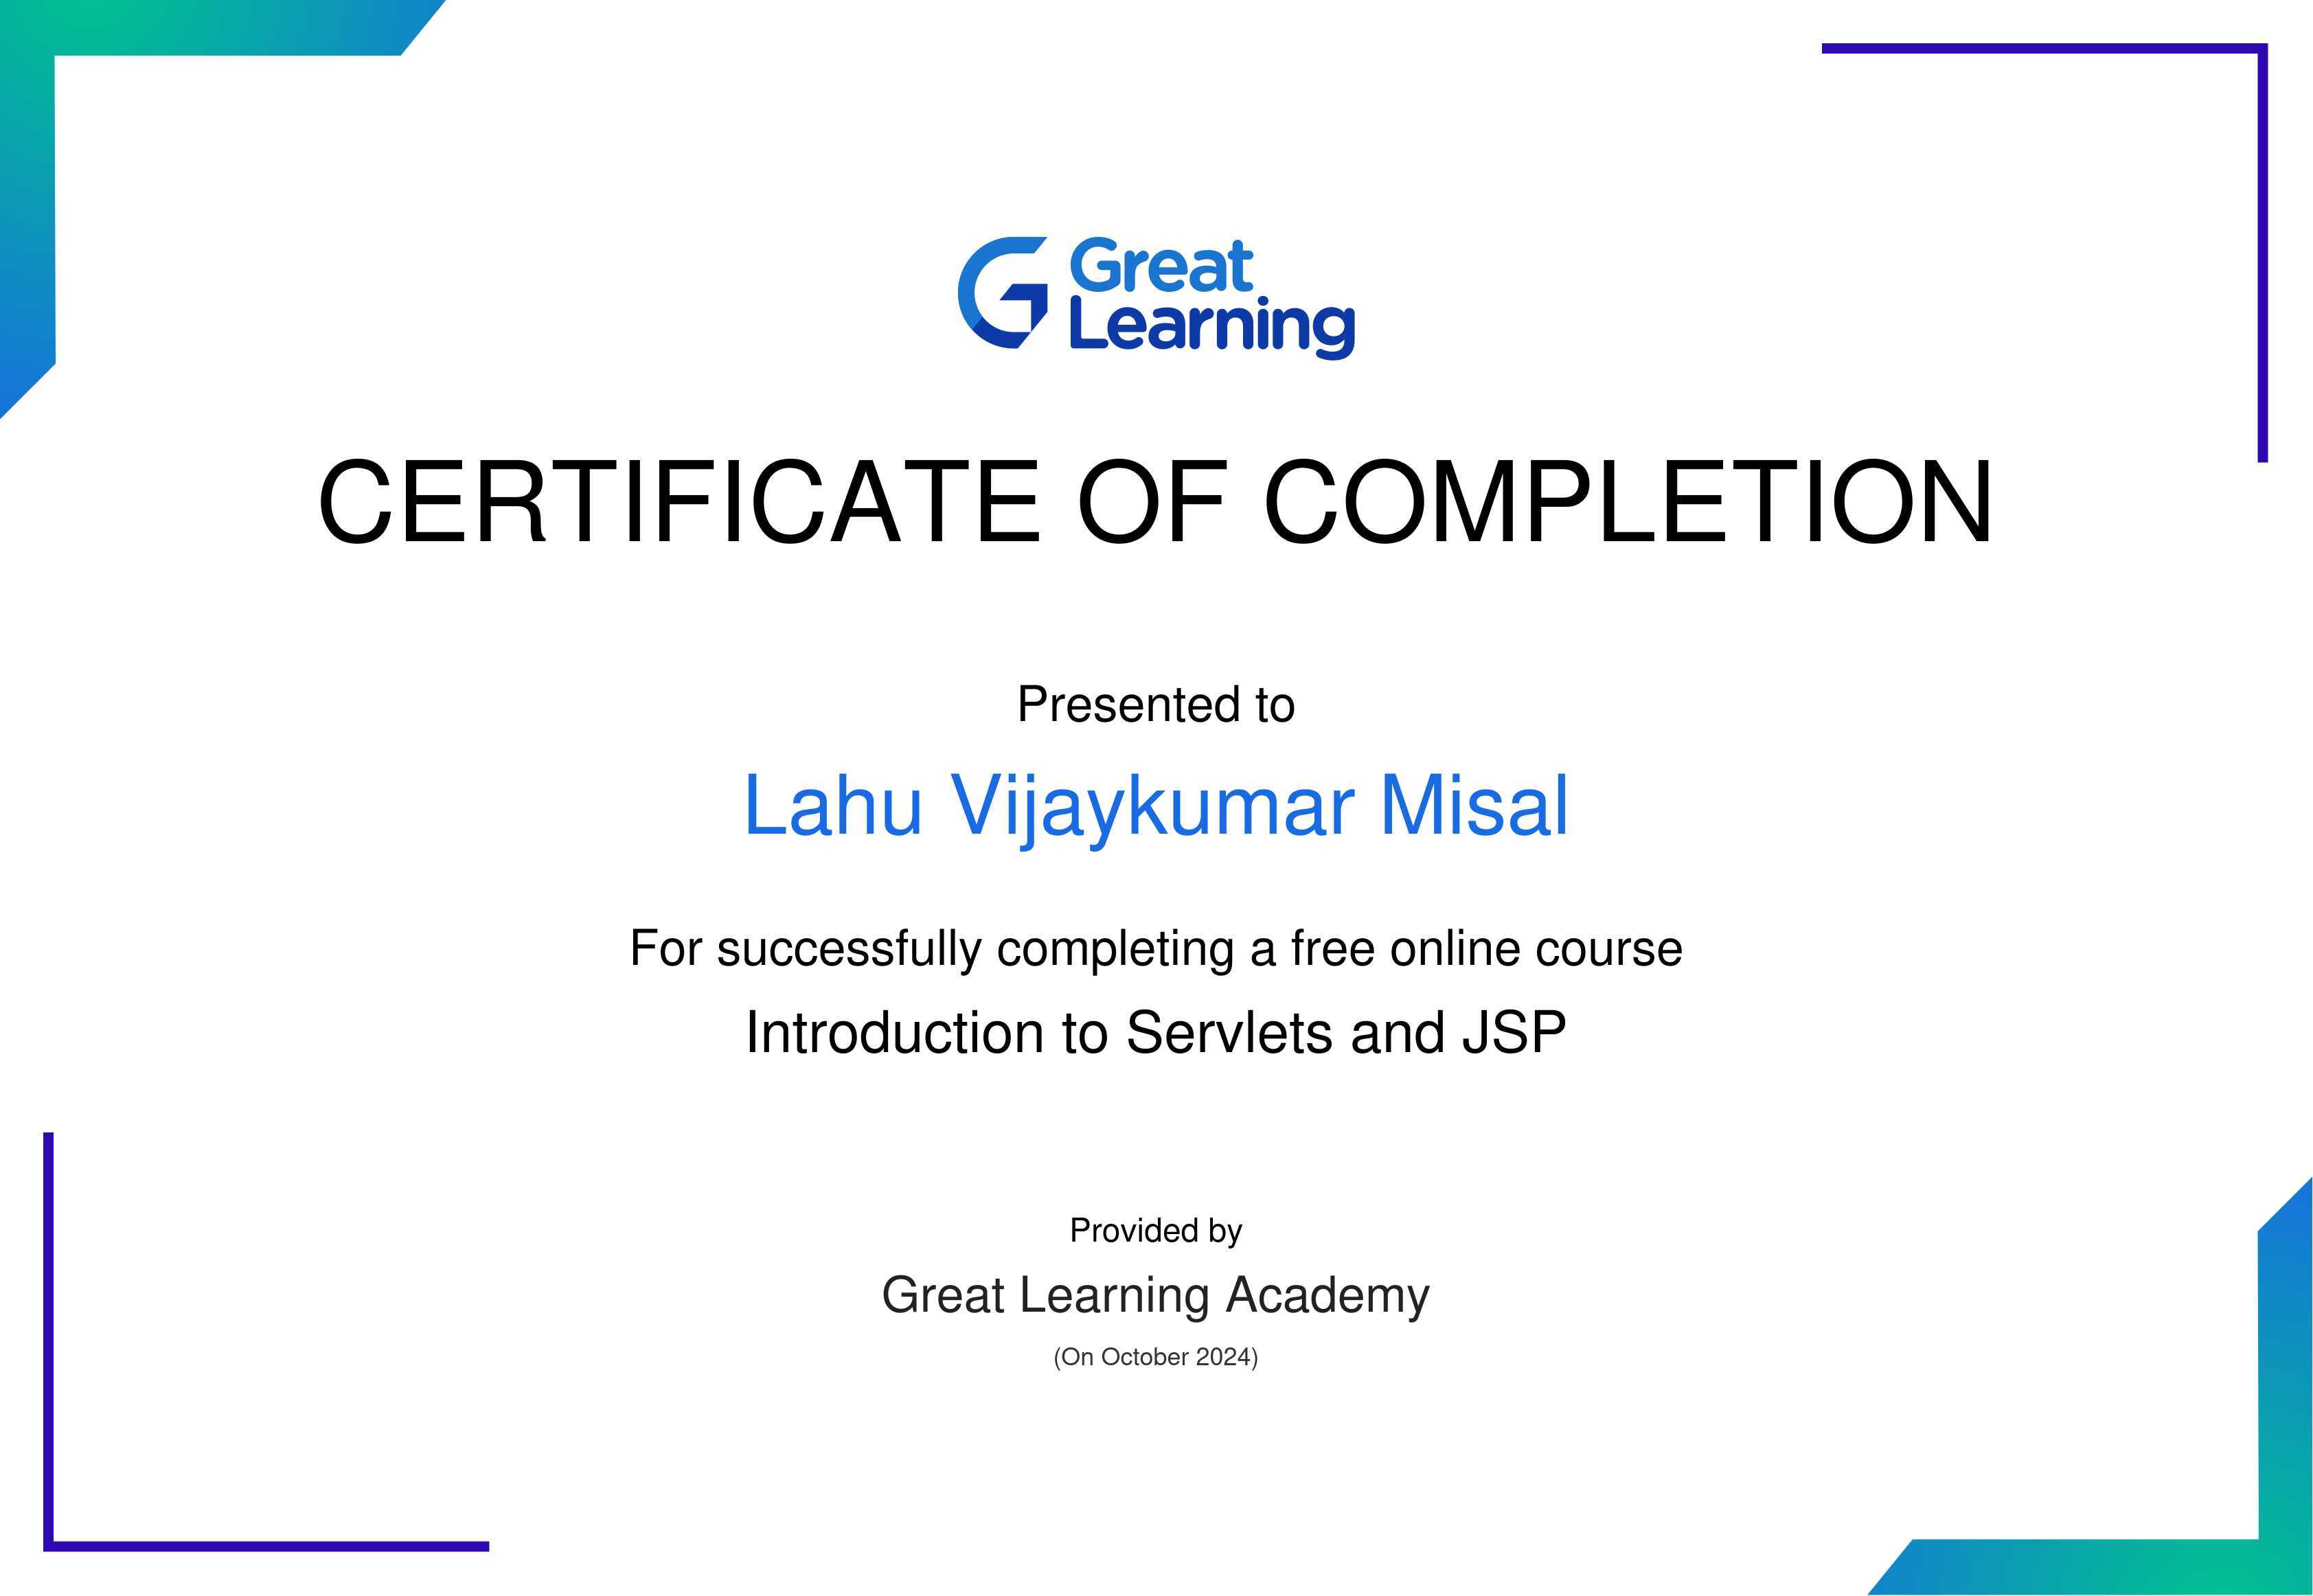 Great
Learning
CERTIFICATE OF COMPLETION
Presented to
Lahu Vijaykumar Misal
For successfully completing a free online course
Introduction to Servlets and JSP
Provided by
Great Learning Academy
(On October 2024)